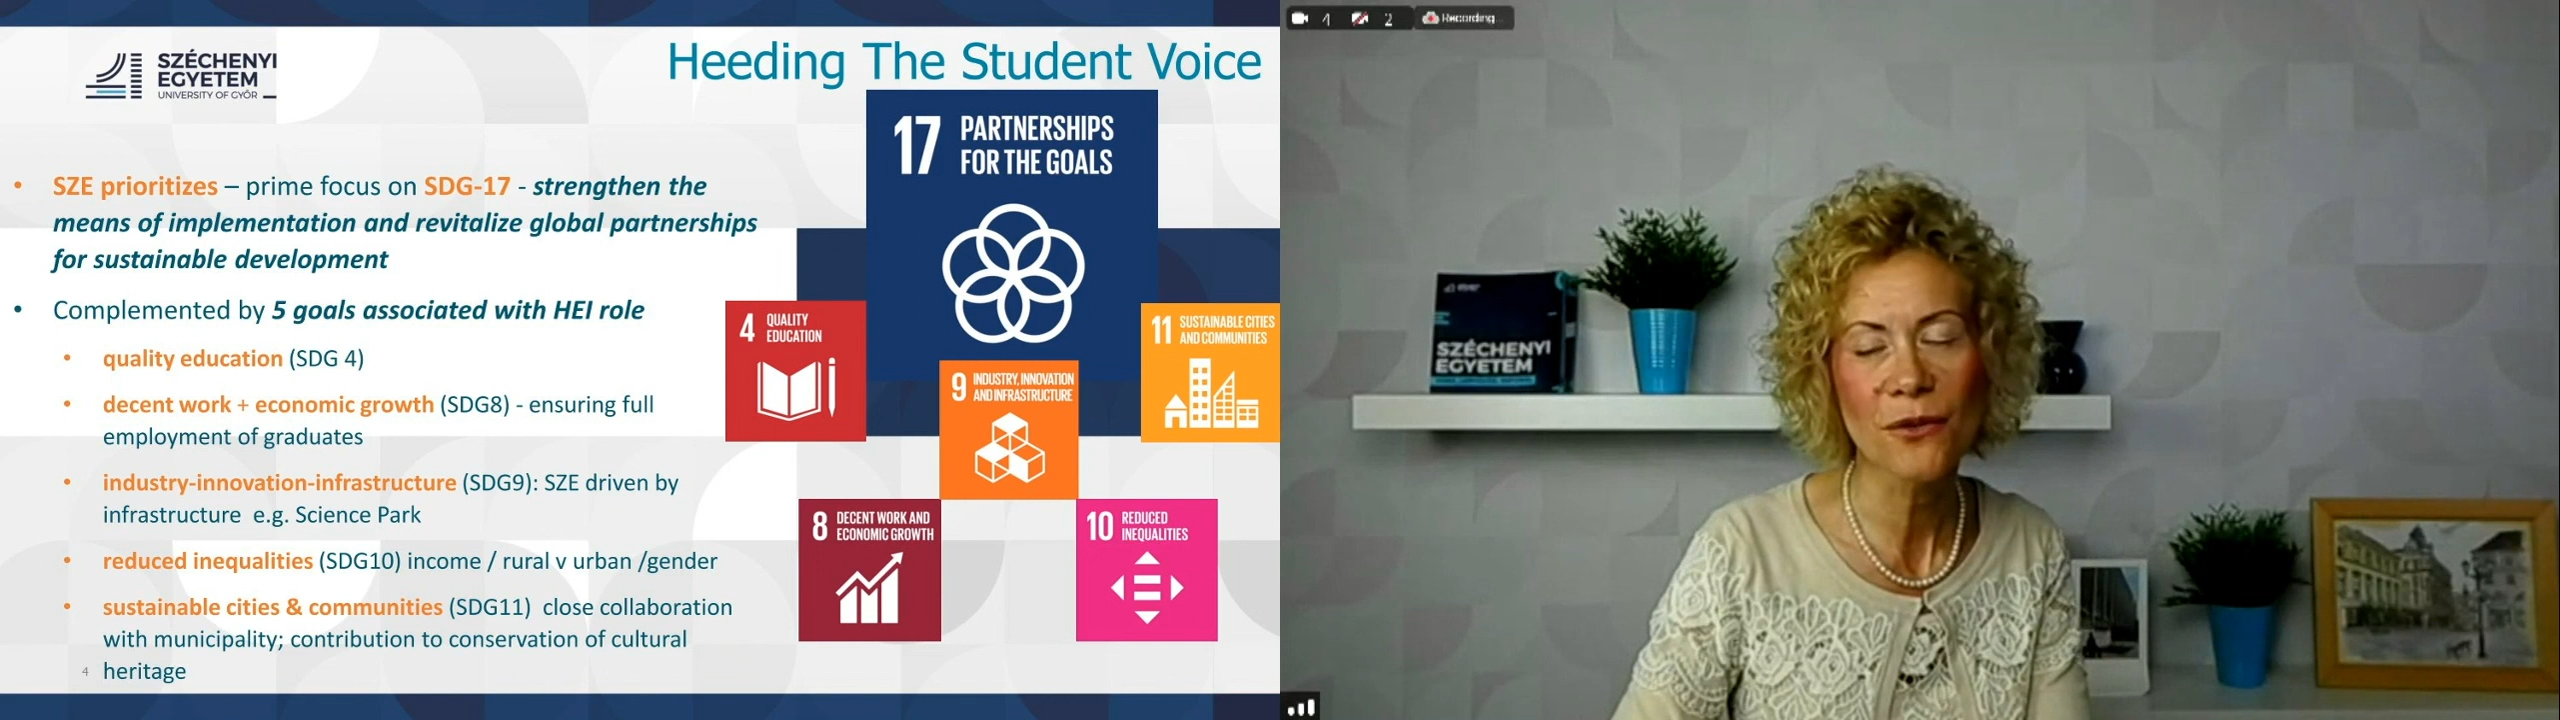 SZÉCHENYI
EGYETEM
UNIVERSITY OF GYŐR
Heeding The Student Voice
• SZE prioritizes – prime focus on SDG-17 - strengthen the
means of implementation and revitalize global partnerships
for sustainable development
• Complemented by 5 goals associated with HEI role
• quality education (SDG 4)
• decent work + economic growth (SDG8) - ensuring full
employment of graduates
• industry-innovation-infrastructure (SDG9): SZE driven by
infrastructure e.g. Science Park
• reduced inequalities (SDG10) income / rural v urban /gender
• sustainable cities & communities (SDG11) close collaboration
with municipality; contribution to conservation of cultural
heritage
4
17 PARTNERSHIPS
FOR THE GOALS
4 QUALITY
EDUCATION
11 SUSTAINABLE CITIES
AND COMMUNITIES
9 INDUSTRY, INNOVATION
AND INFRASTRUCTURE
8 DECENT WORK AND
ECONOMIC GROWTH
10 REDUCED
INEQUALITIES
4 2 Recording...
SZÉCHENYI
EGYETEM